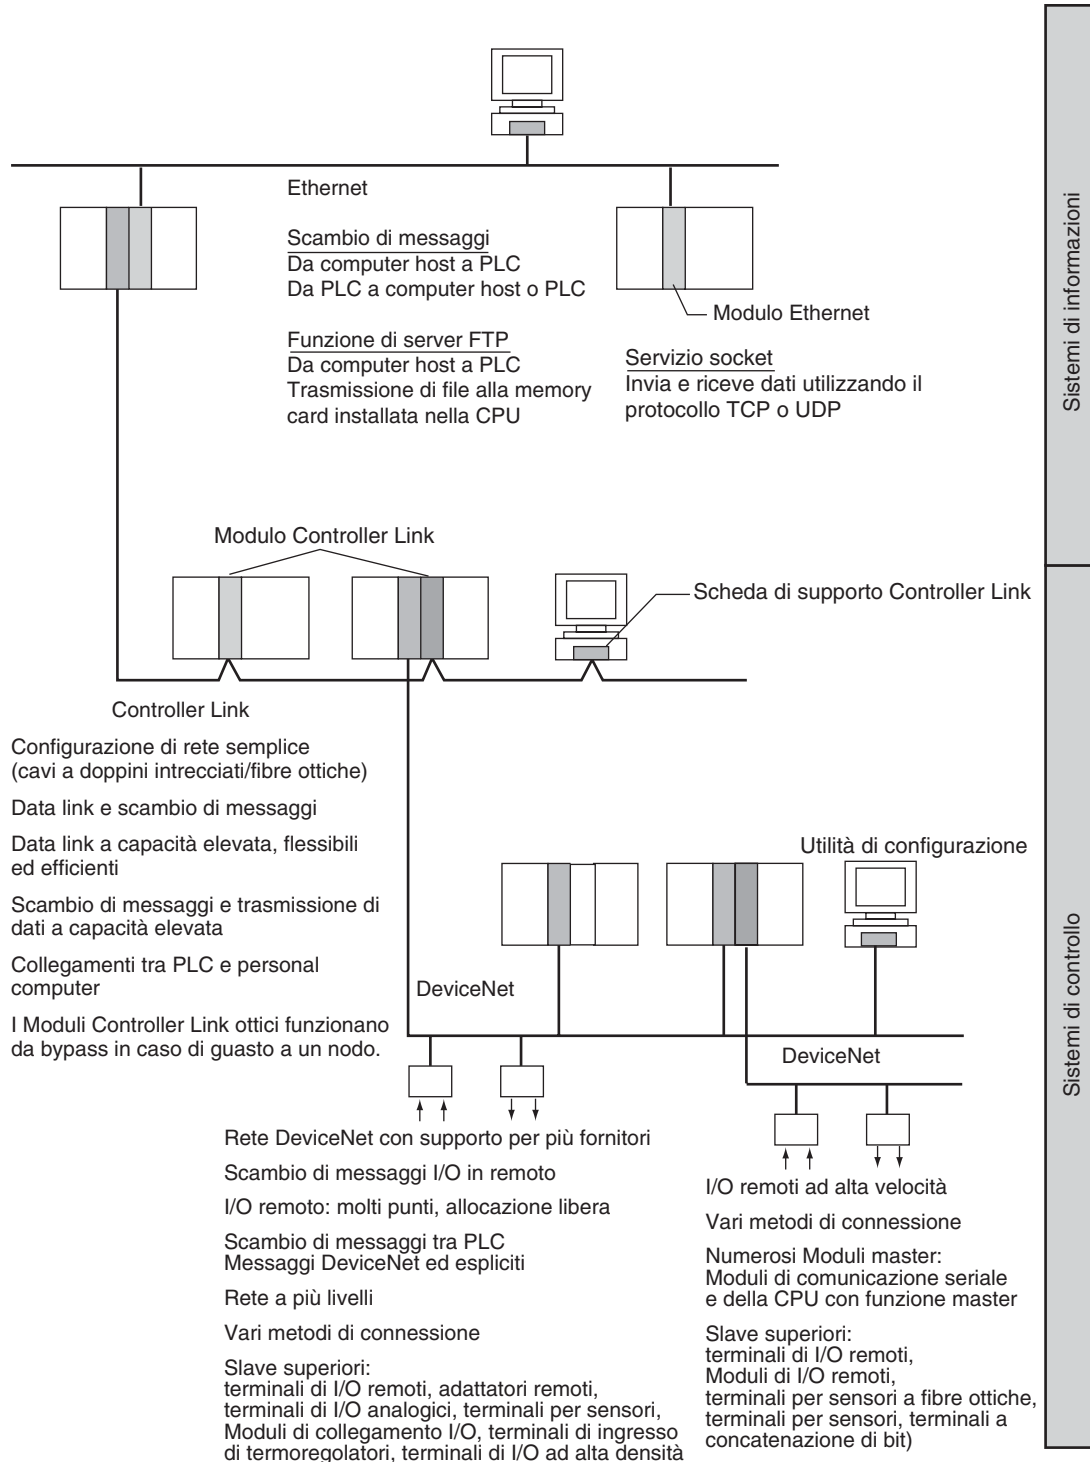 Ethernet
Scambio di messaggi
Da computer host a PLC
Da PLC a computer host o PLC
Modulo Ethernet
Funzione di server FTP
Da computer host a PLC
Trasmissione di file alla memory
card installata nella CPU
Servizio socket
Invia e riceve dati utilizzando il
protocollo TCP o UDP
Sistemi di informazioni
Modulo Controller Link
Scheda di supporto Controller Link
Controller Link
Configurazione di rete semplice
(cavi a doppini intrecciati/fibre ottiche)
Data link e scambio di messaggi
Data link a capacità elevata, flessibili
ed efficienti
Scambio di messaggi e trasmissione di
dati a capacità elevata
Collegamenti tra PLC e personal
computer
I Moduli Controller Link ottici funzionano
da bypass in caso di guasto a un nodo.
Utilità di configurazione
DeviceNet
DeviceNet
Sistemi di controllo
Rete DeviceNet con supporto per più fornitori
Scambio di messaggi I/O in remoto
I/O remoto: molti punti, allocazione libera
Scambio di messaggi tra PLC
Messaggi DeviceNet ed espliciti
Rete a più livelli
Vari metodi di connessione
Slave superiori:
terminali di I/O remoti, adattatori remoti,
terminali di I/O analogici, terminali per sensori,
Moduli di collegamento I/O, terminali di ingresso
di termoregolatori, terminali di I/O ad alta densità
I/O remoti ad alta velocità
Vari metodi di connessione
Numerosi Moduli master:
Moduli di comunicazione seriale
e della CPU con funzione master
Slave superiori:
terminali di I/O remoti,
Moduli di I/O remoti,
terminali per sensori a fibre ottiche,
terminali per sensori, terminali a
concatenazione di bit)